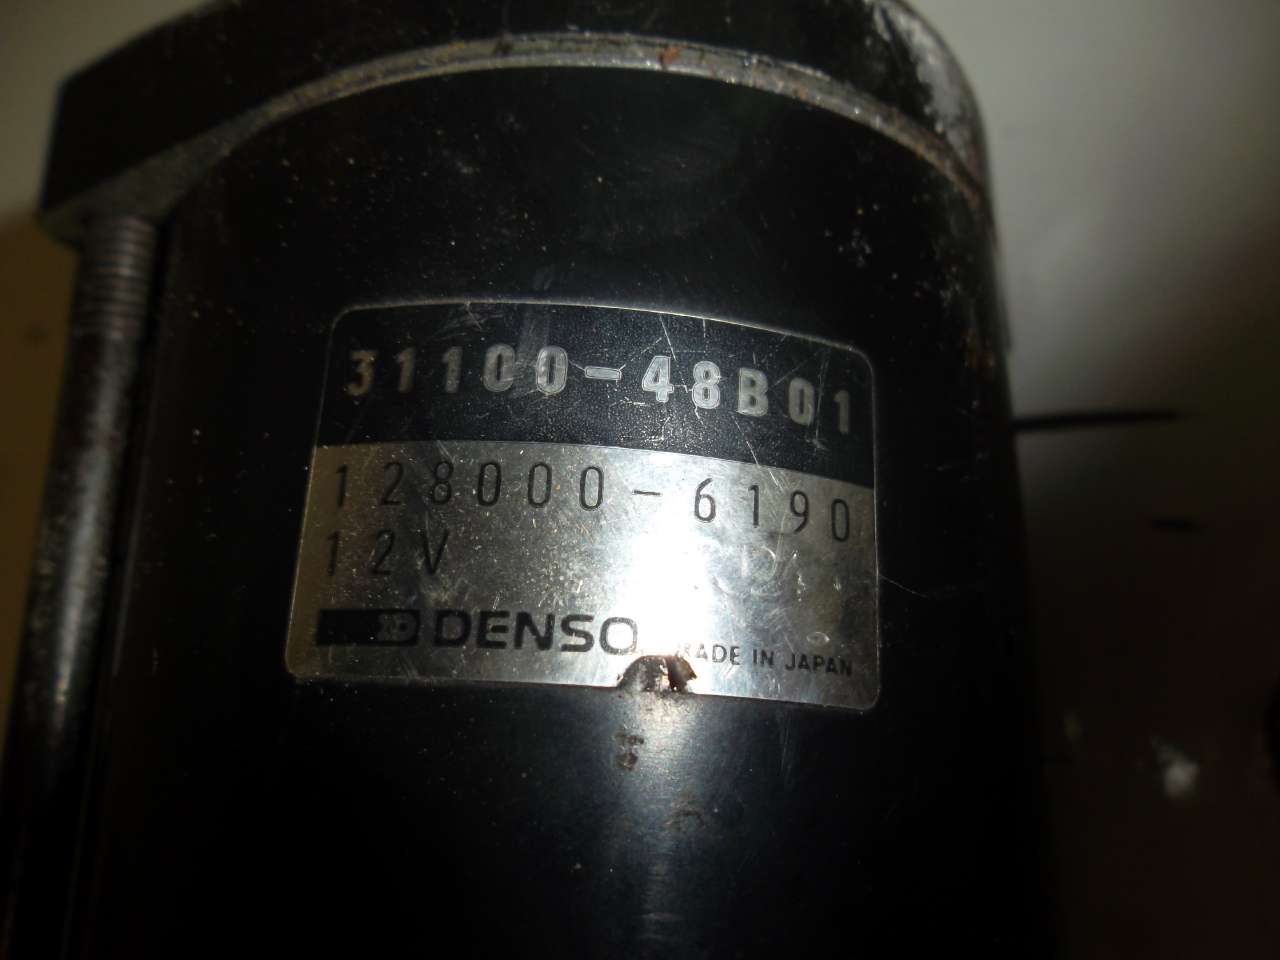 31100-48B01
128000-6190
12V
DENSO MADE IN JAPAN